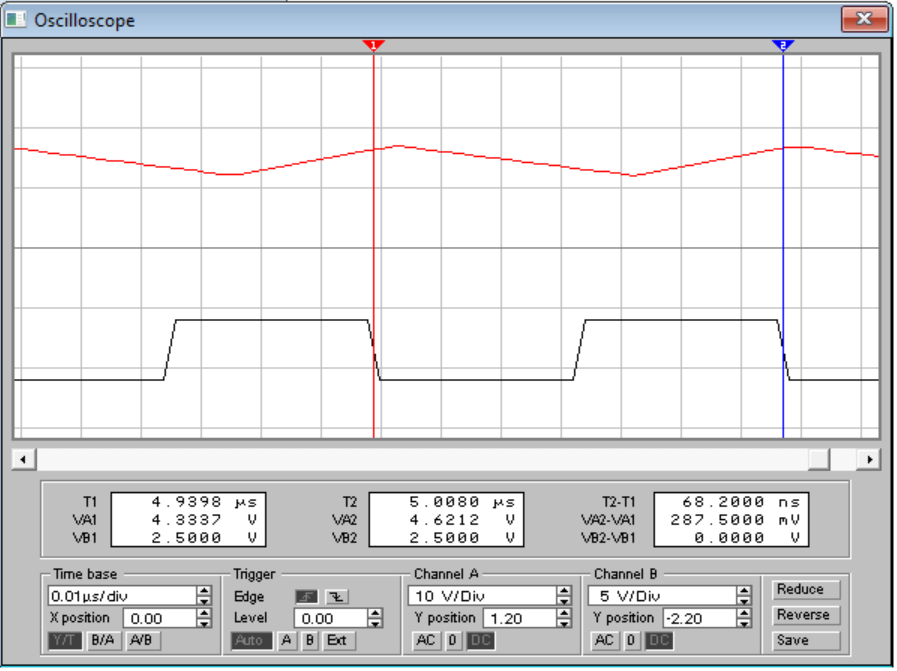 Oscilloscope
1 2
T1 4.9398 µs T2 5.0080 µs T2-T1 68.2000 ns
VA1 4.3337 V VA2 4.6212 V VA2-VA1 287.5000 mV
VB1 2.5000 V VB2 2.5000 V VB2-VB1 0.0000 V
Time base Trigger Channel A Channel B
0.01µs/div Edge 10 V/Div 5 V/Div Reduce
X position 0.00 Level 0.00 Y position 1.20 Y position -2.20 Reverse
Y/T B/A A/B Auto A B Ext AC 0 DC AC 0 DC Save